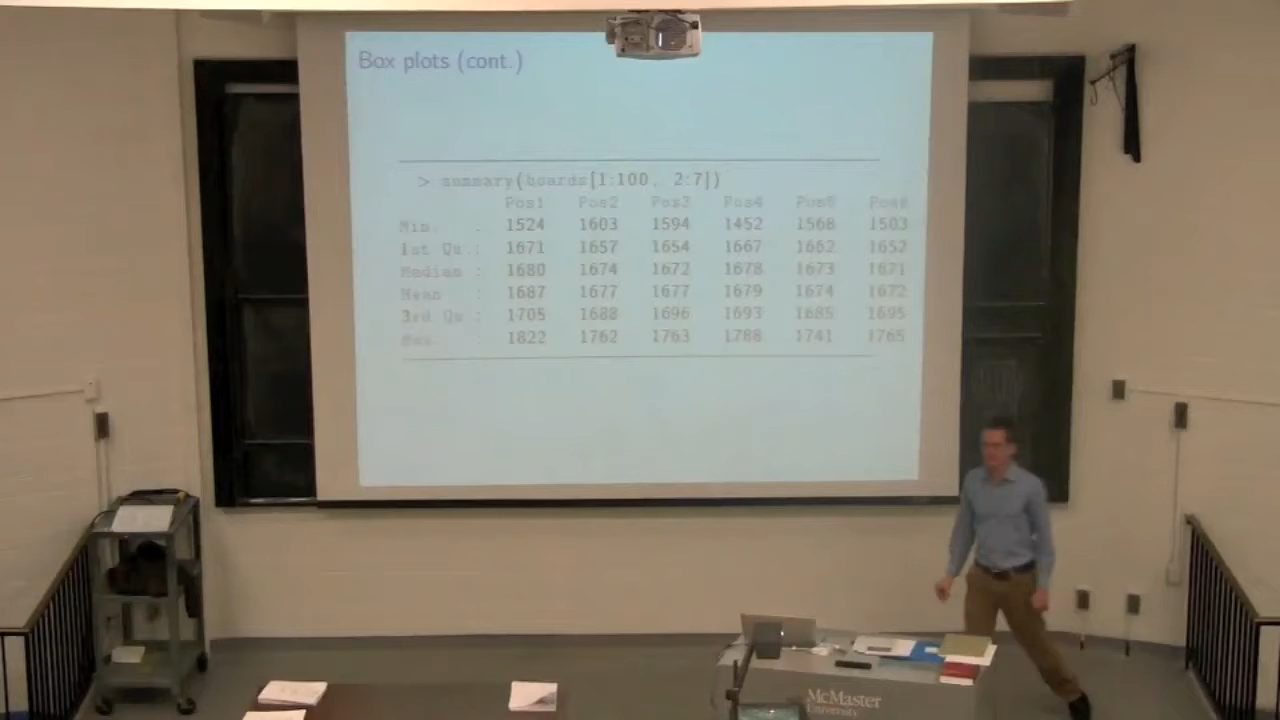 Box plots (cont.)
> summary(boards[1:100, 2:7])
Pos1 Pos2 Pos3 Pos4 Pos5 Pos6
Min. : 1524 1603 1594 1452 1568 1503
1st Qu.: 1671 1657 1654 1667 1662 1652
Median : 1680 1674 1672 1678 1673 1671
Mean : 1687 1677 1677 1679 1674 1672
3rd Qu.: 1705 1688 1696 1693 1685 1695
Max. : 1822 1762 1763 1788 1741 1765
McMaster
University